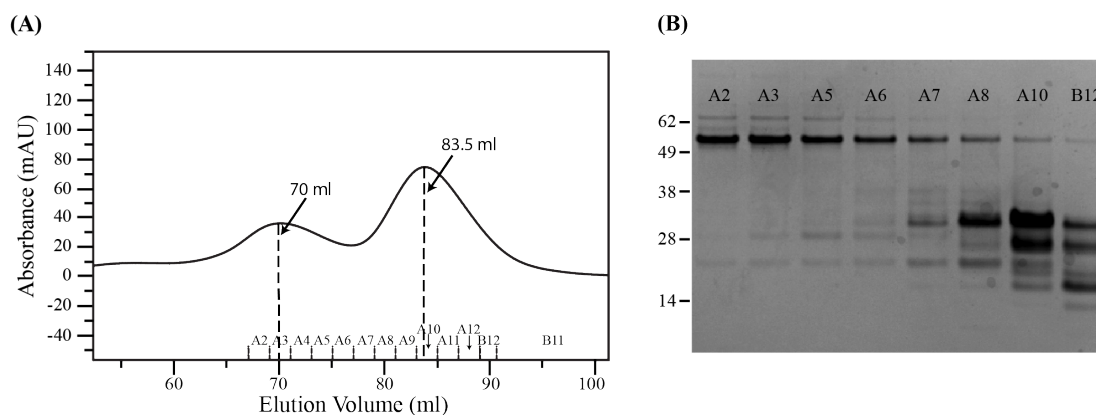 (A)
140
120
100
80
60
40
20
0
-20
-40
Absorbance (mAU)
70 ml
83.5 ml
A2 A3 A4 A5 A6 A7 A8 A9 A10 A11 A12 B12 B11
60 70 80 90 100
Elution Volume (ml)
(B)
A2 A3 A5 A6 A7 A8 A10 B12
62
49
38
28
14